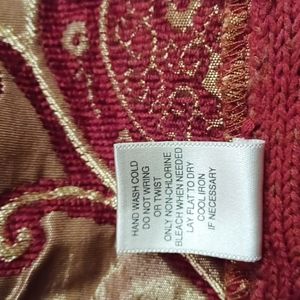 HAND WASH COLD
DO NOT WRING
OR TWIST
ONLY NON-CHLORINE
BLEACH WHEN NEEDED
LAY FLAT TO DRY
COOL IRON
IF NECESSARY